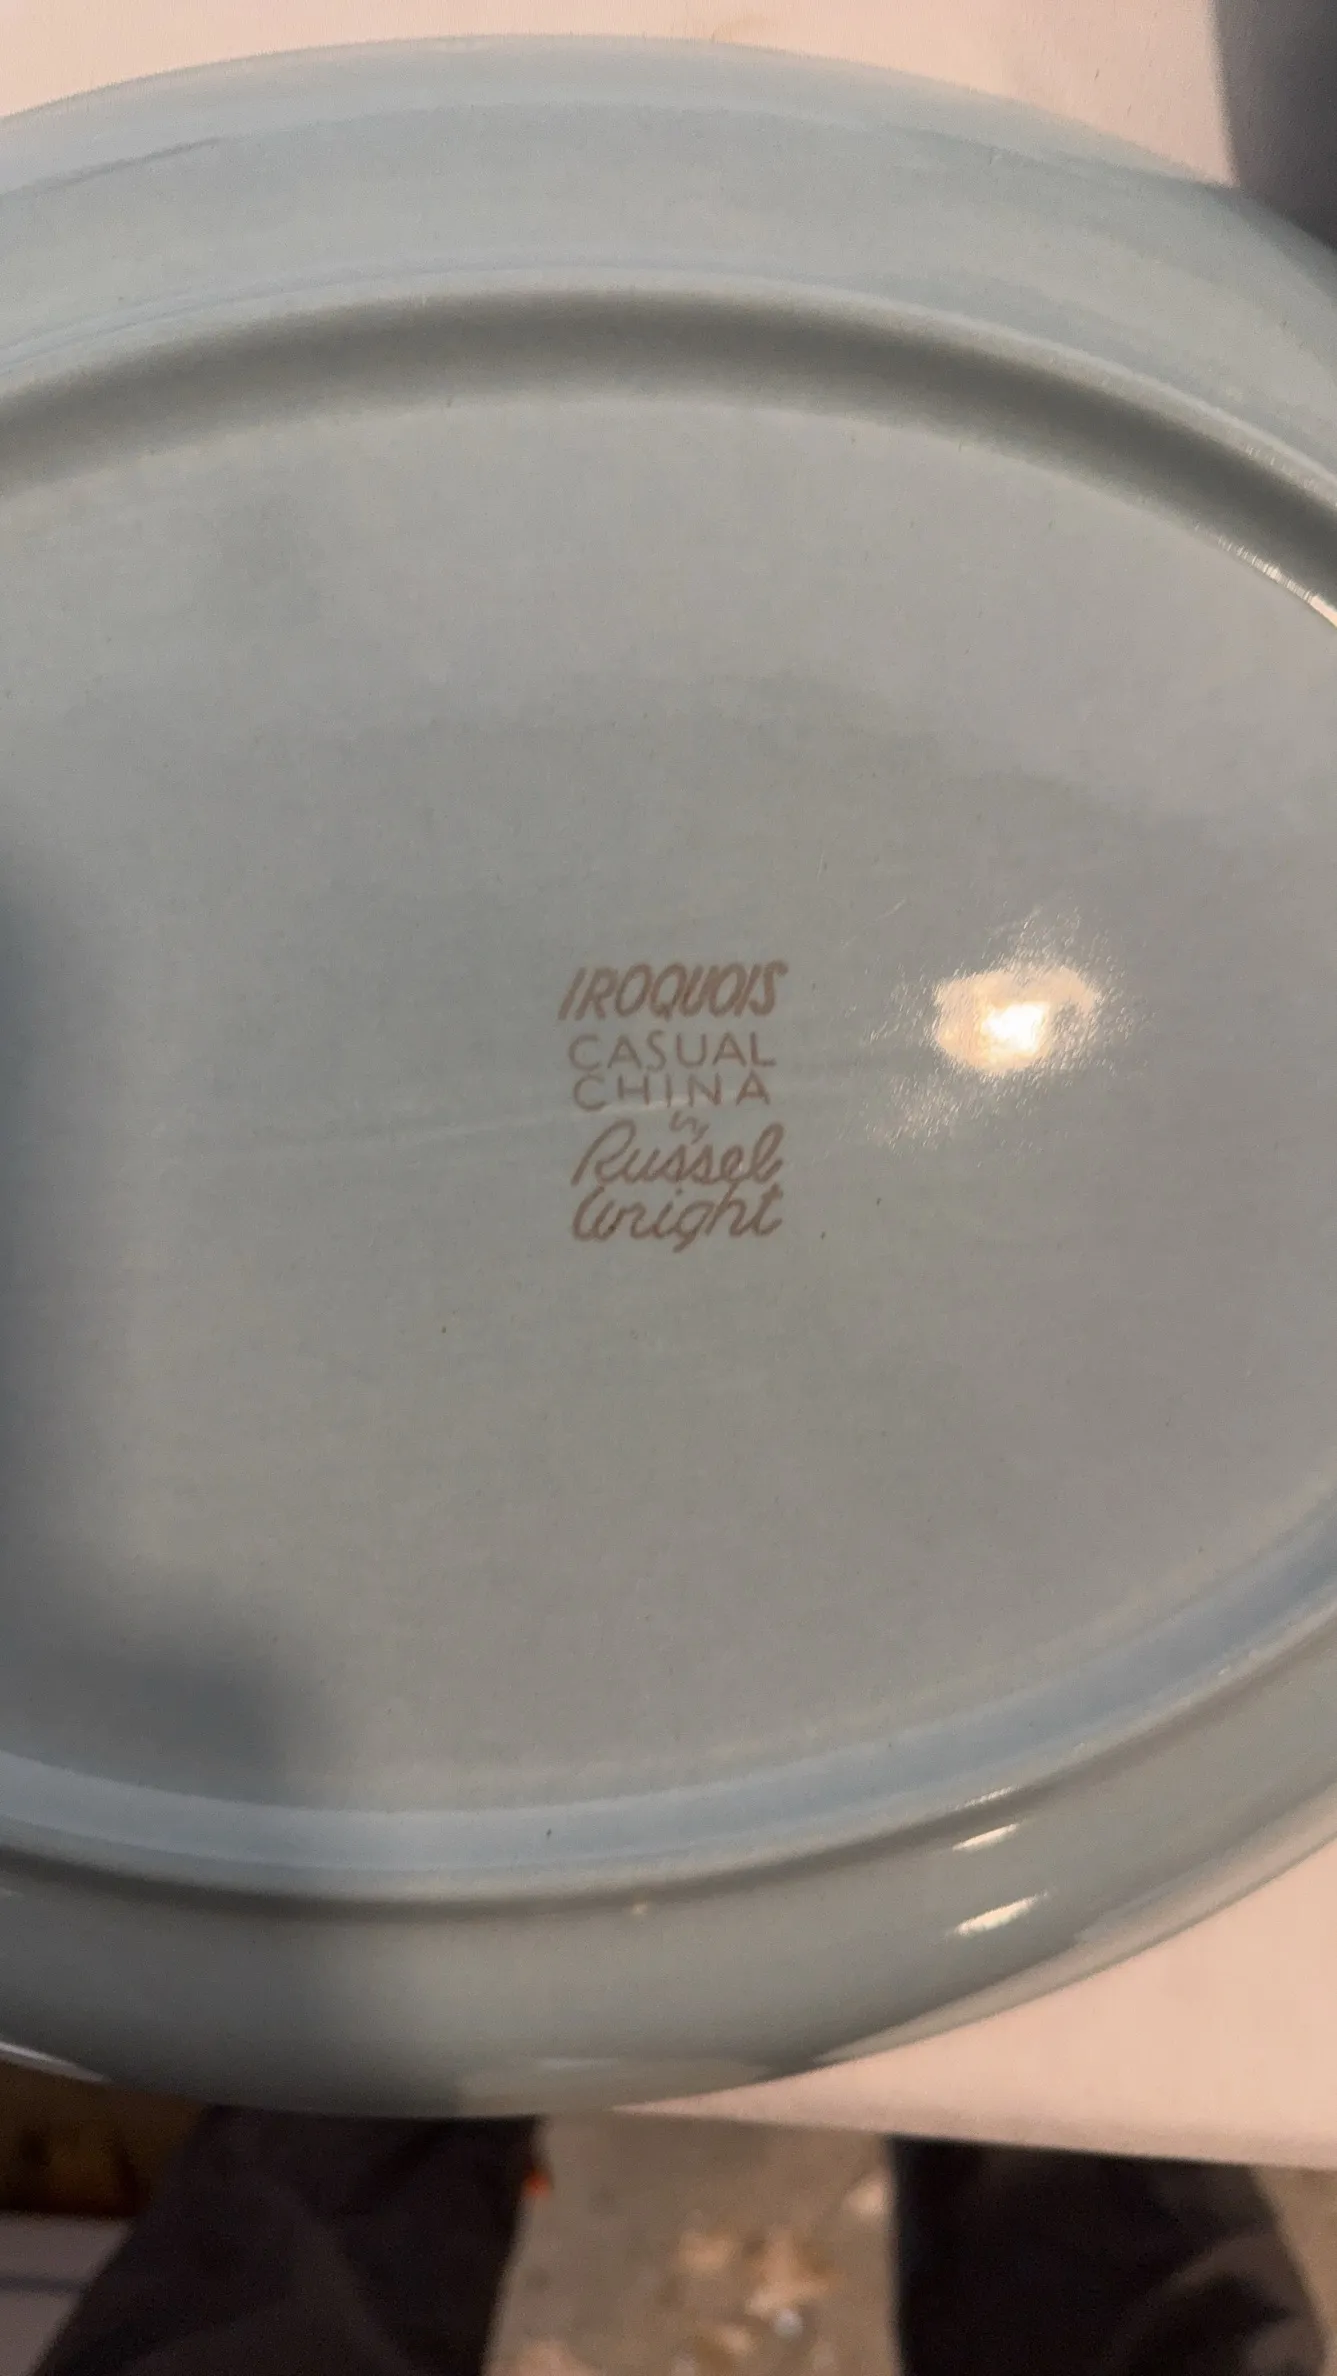 IROQUOIS
CASUAL
CHINA
by
Russel
Wright